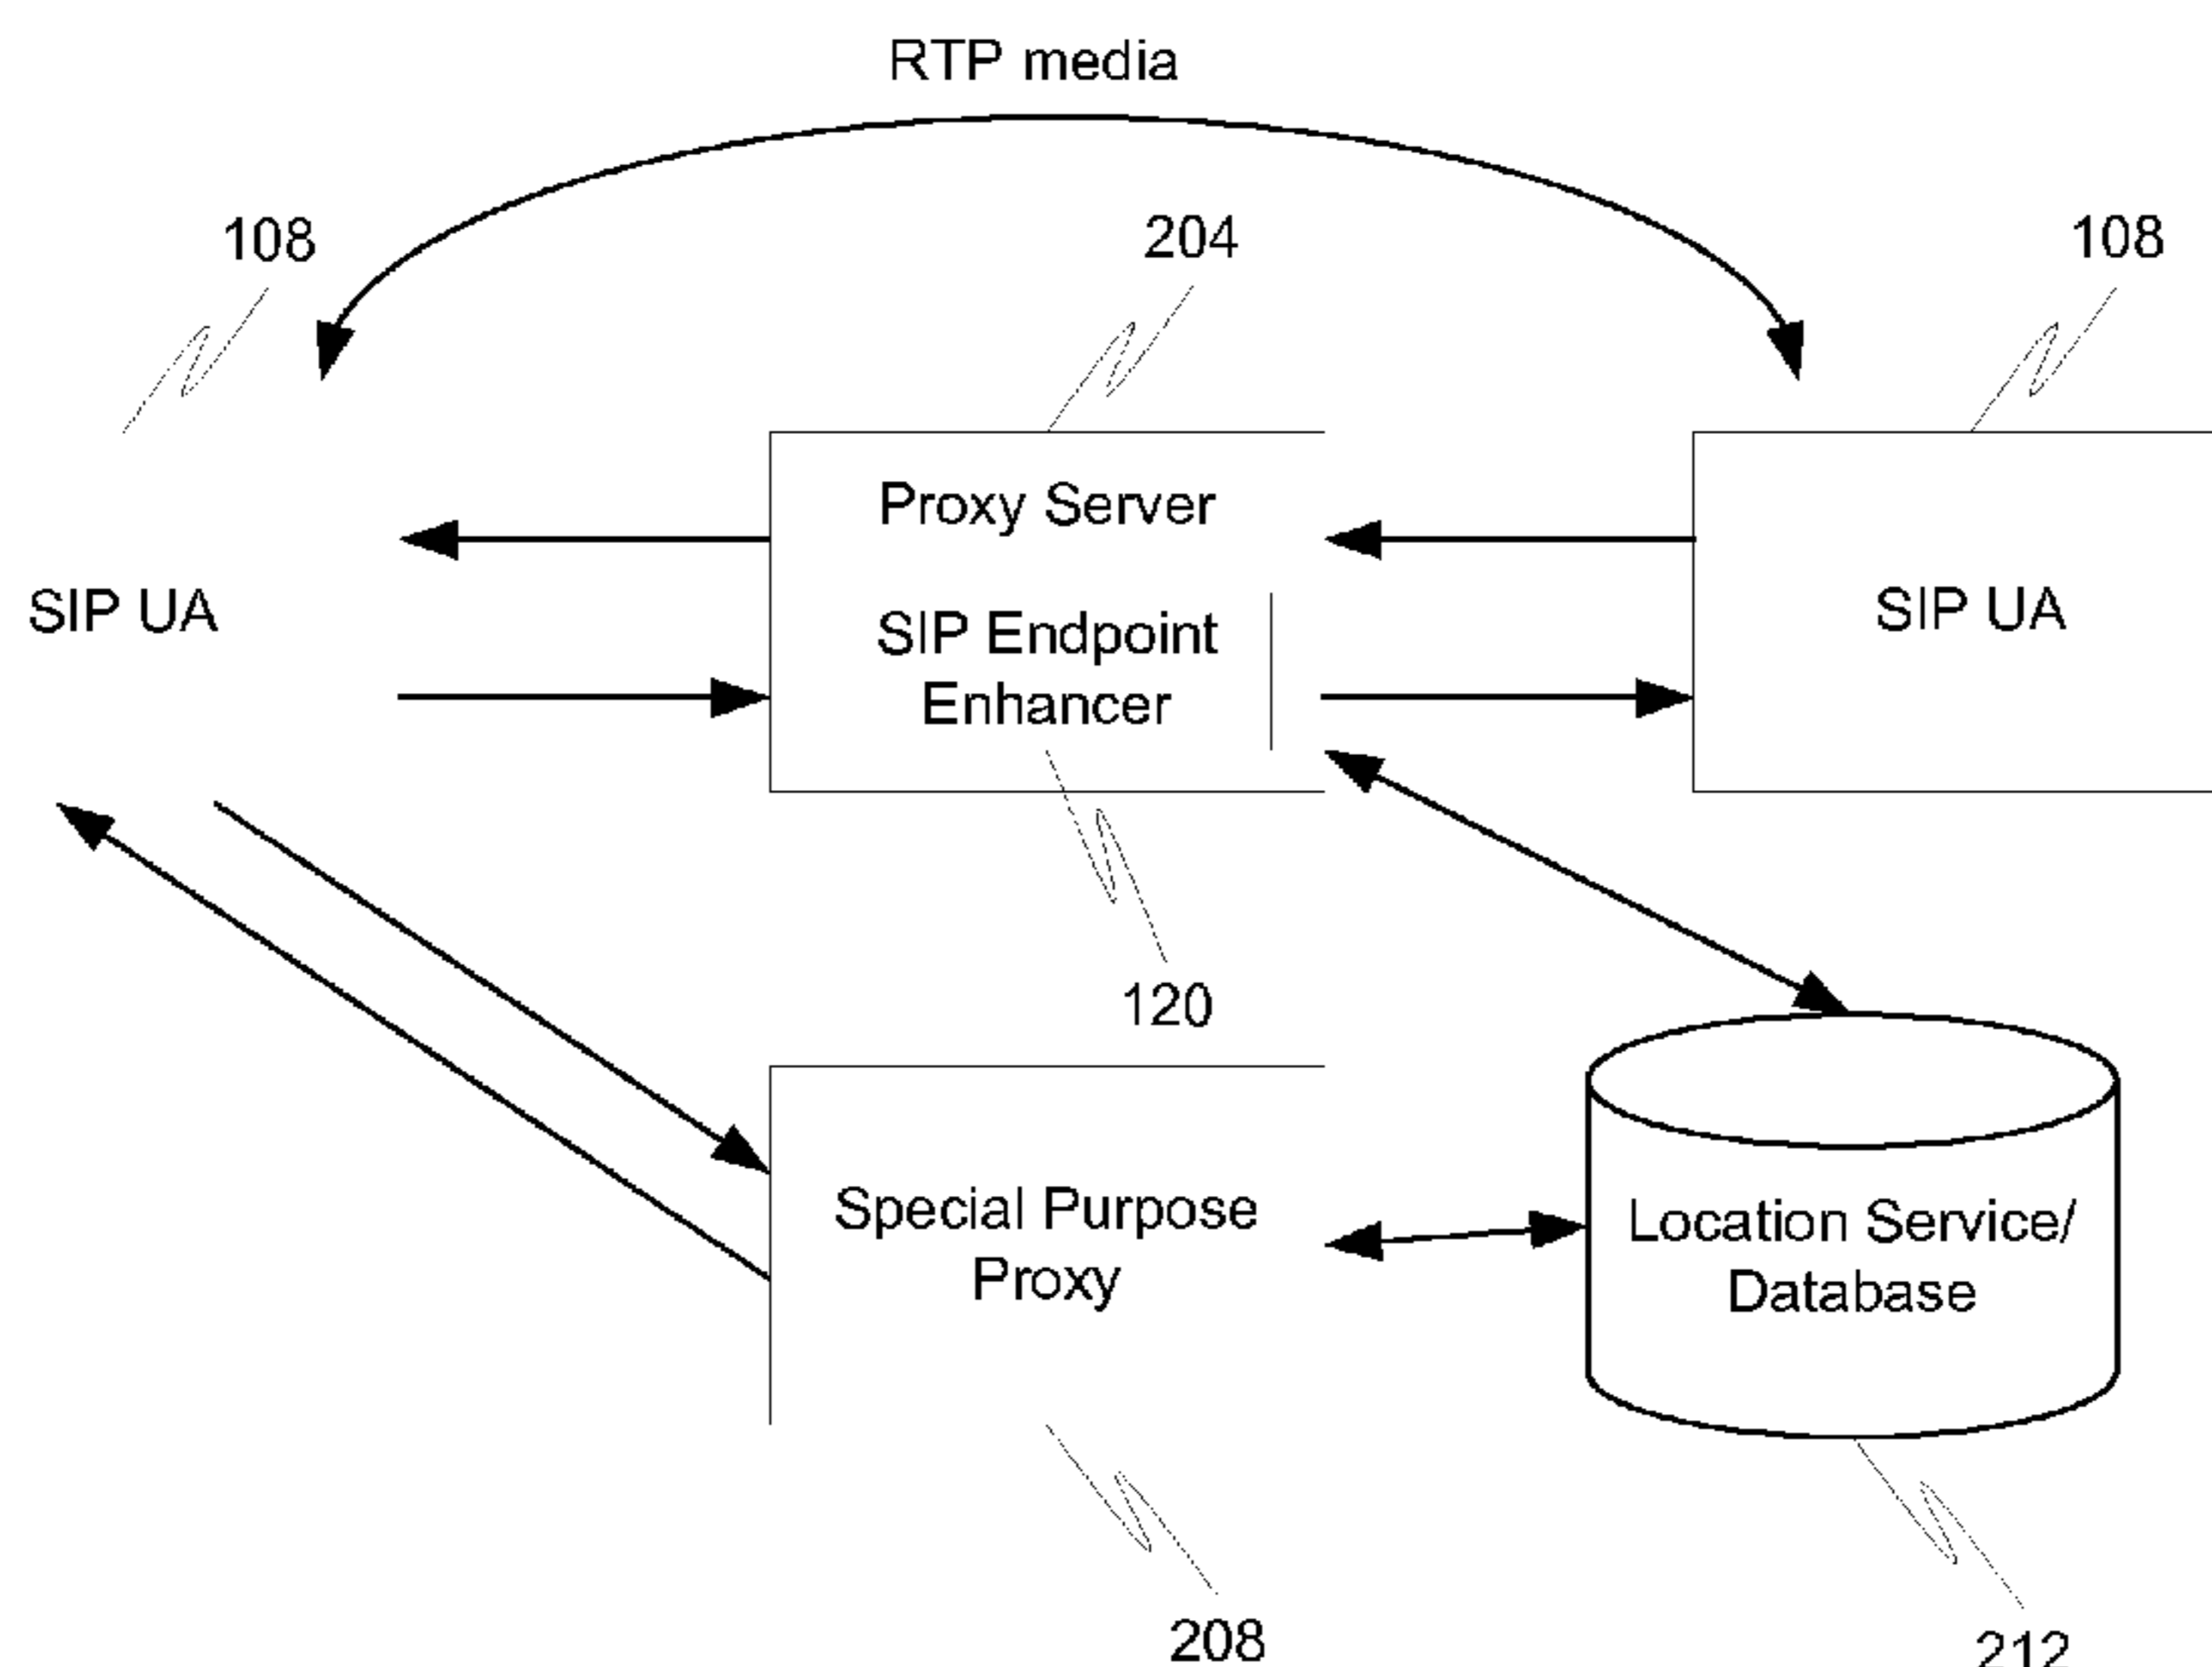 RTP media
108
204
108
Proxy Server
SIP UA
SIP Endpoint
Enhancer
SIP UA
120
Special Purpose
Proxy
Location Service/
Database
208
212